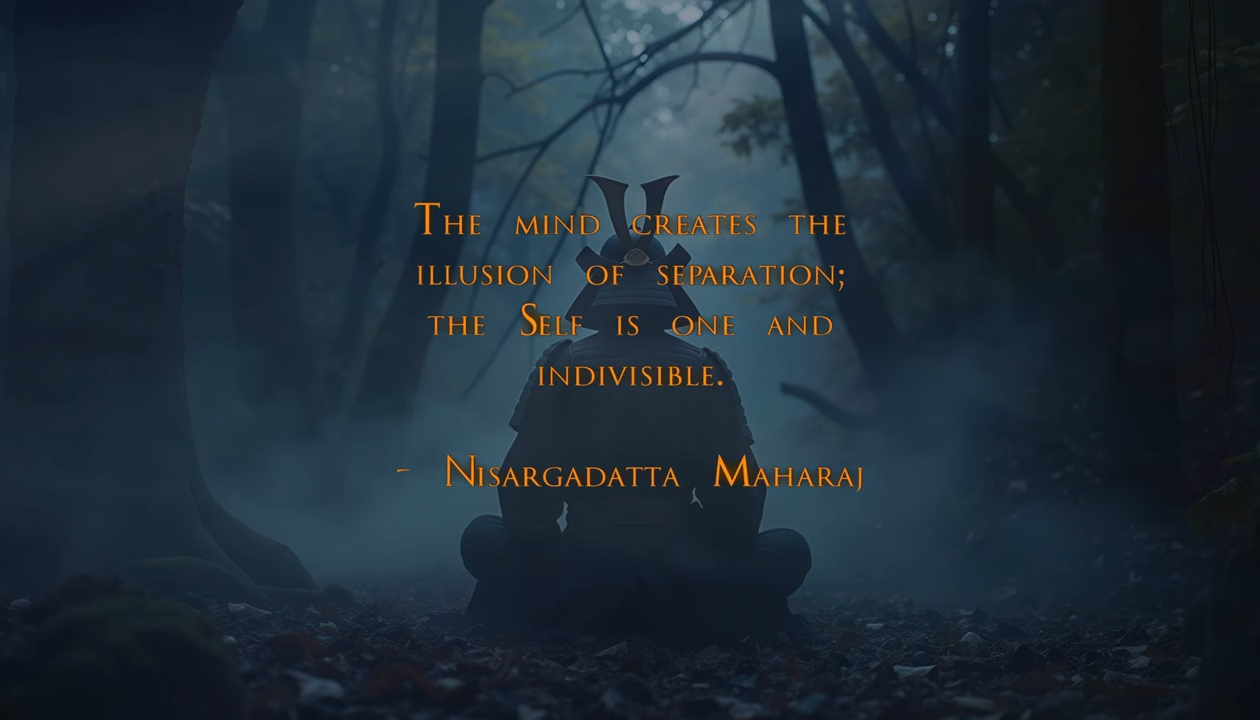 The mind creates the
illusion of separation;
the Self is one and
indivisible.
- Nisargadatta Maharaj